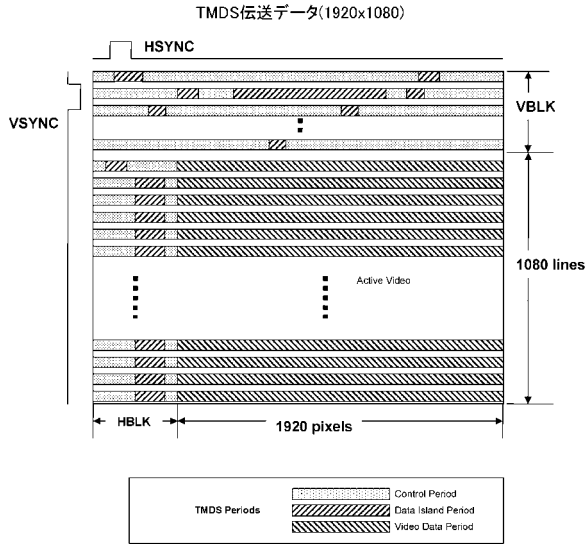 TMDS伝送データ(1920x1080)
HSYNC
VSYNC
VBLK
1080 lines
Active Video
HBLK
1920 pixels
TMDS Periods
Control Period
Data Island Period
Video Data Period